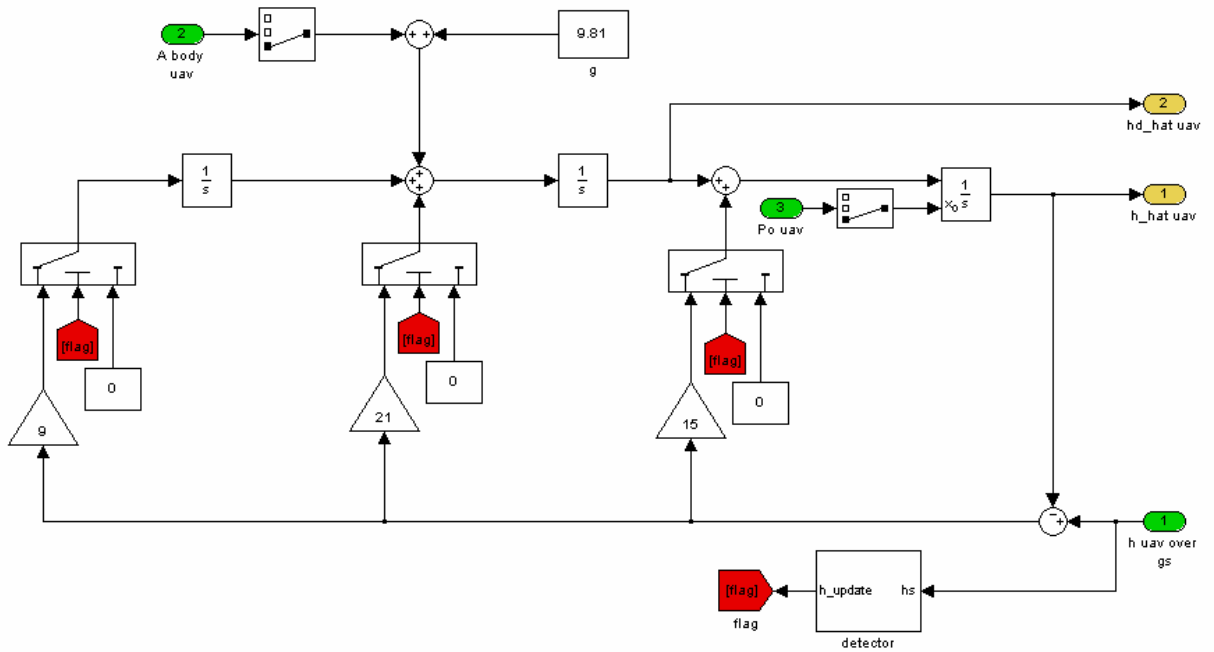 2
A body
uav
+ +
9.81
g
2
hd_hat uav
1
s
+
+
+
1
s
+
+
3
Po uav
xo
1
s
1
h_hat uav
[flag]
0
[flag]
0
[flag]
0
9
21
15
-
+
1
h uav over
gs
[flag]
flag
h_update
hs
detector